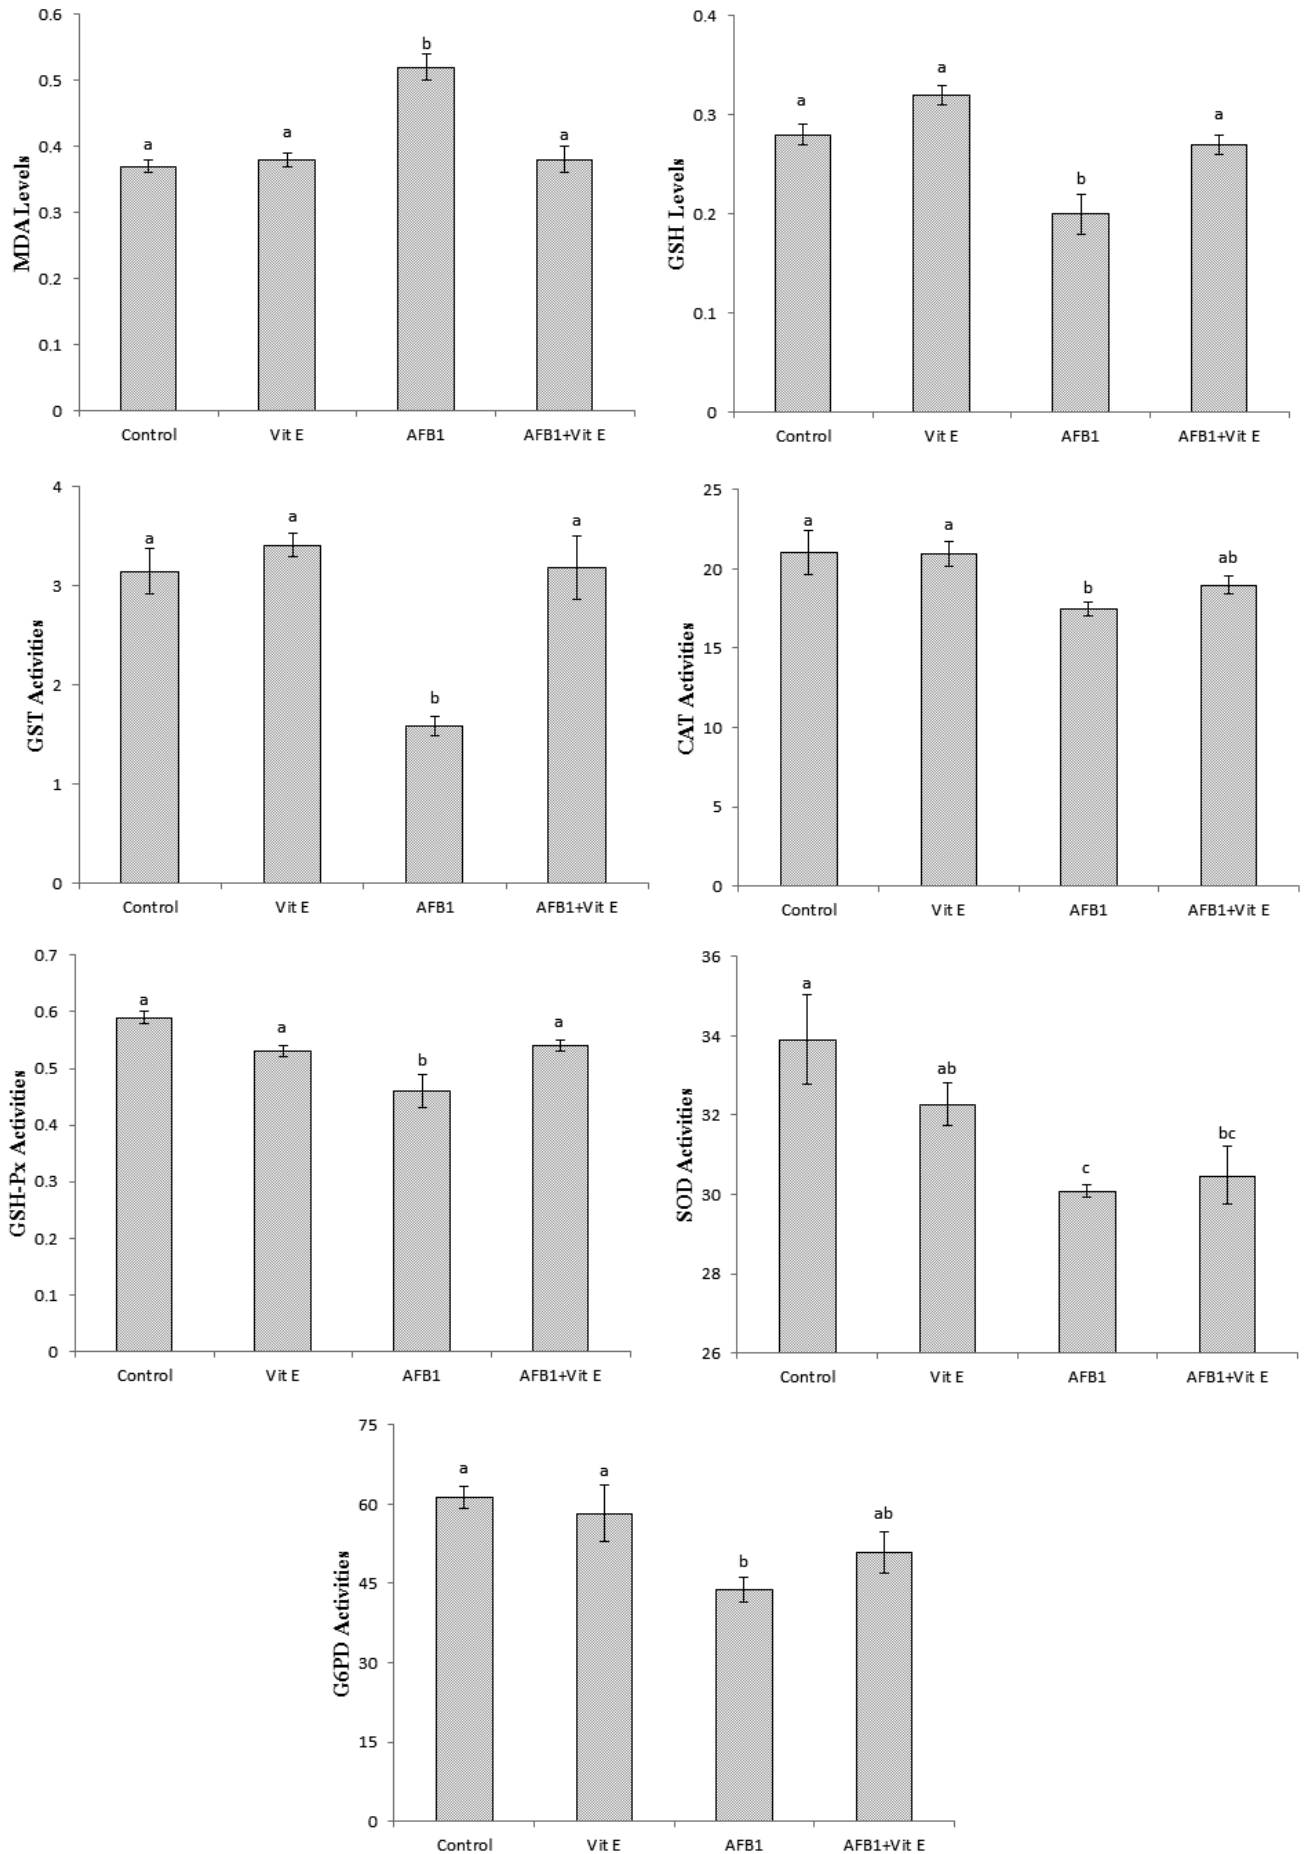 0.6
0.5
0.4
0.3
0.2
0.1
0
MDA Levels
a
a
b
a
Control
Vit E
AFB1
AFB1+Vit E
0.4
0.3
0.2
0.1
0
GSH Levels
a
a
b
a
Control
Vit E
AFB1
AFB1+Vit E
4
3
2
1
0
GST Activities
a
a
b
a
Control
Vit E
AFB1
AFB1+Vit E
25
20
15
10
5
0
CAT Activities
a
a
b
ab
Control
Vit E
AFB1
AFB1+Vit E
0.7
0.6
0.5
0.4
0.3
0.2
0.1
0
GSH-Px Activities
a
a
b
a
Control
Vit E
AFB1
AFB1+Vit E
36
34
32
30
28
26
SOD Activities
a
ab
c
bc
Control
Vit E
AFB1
AFB1+Vit E
75
60
45
30
15
0
G6PD Activities
a
a
b
ab
Control
Vit E
AFB1
AFB1+Vit E